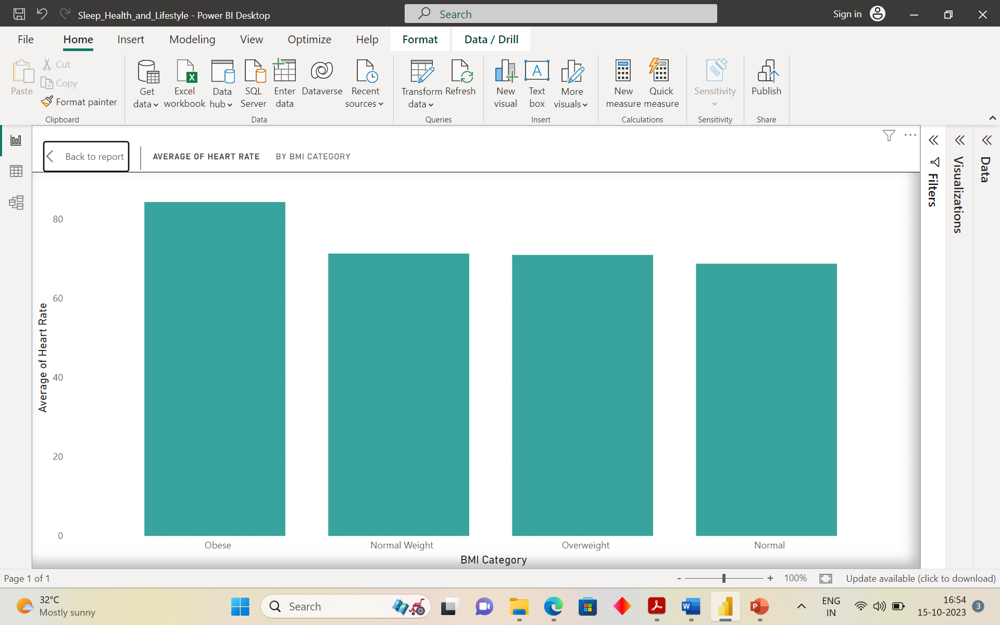 Sleep_Health_and_Lifestyle - Power BI Desktop
Search
Sign in
File
Home
Insert
Modeling
View
Optimize
Help
Format
Data / Drill
Paste
Cut
Copy
Format painter
Clipboard
Get
data
Excel
workbook
Data
hub
SQL
Server
Enter
data
Dataverse
Recent
sources
Data
Transform
data
Refresh
Queries
New
visual
A
Text
box
More
visuals
Insert
New
measure
Quick
measure
Calculations
Sensitivity
Sensitivity
Publish
Share
Back to report
AVERAGE OF HEART RATE
BY BMI CATEGORY
Filters
Visualizations
Data
Average of Heart Rate
80
60
40
20
0
Obese
Normal Weight
Overweight
Normal
BMI Category
Page 1 of 1
- + 100%
Update available (click to download)
32°C
Mostly sunny
Search
W
P
ENG
IN
16:54
15-10-2023
3